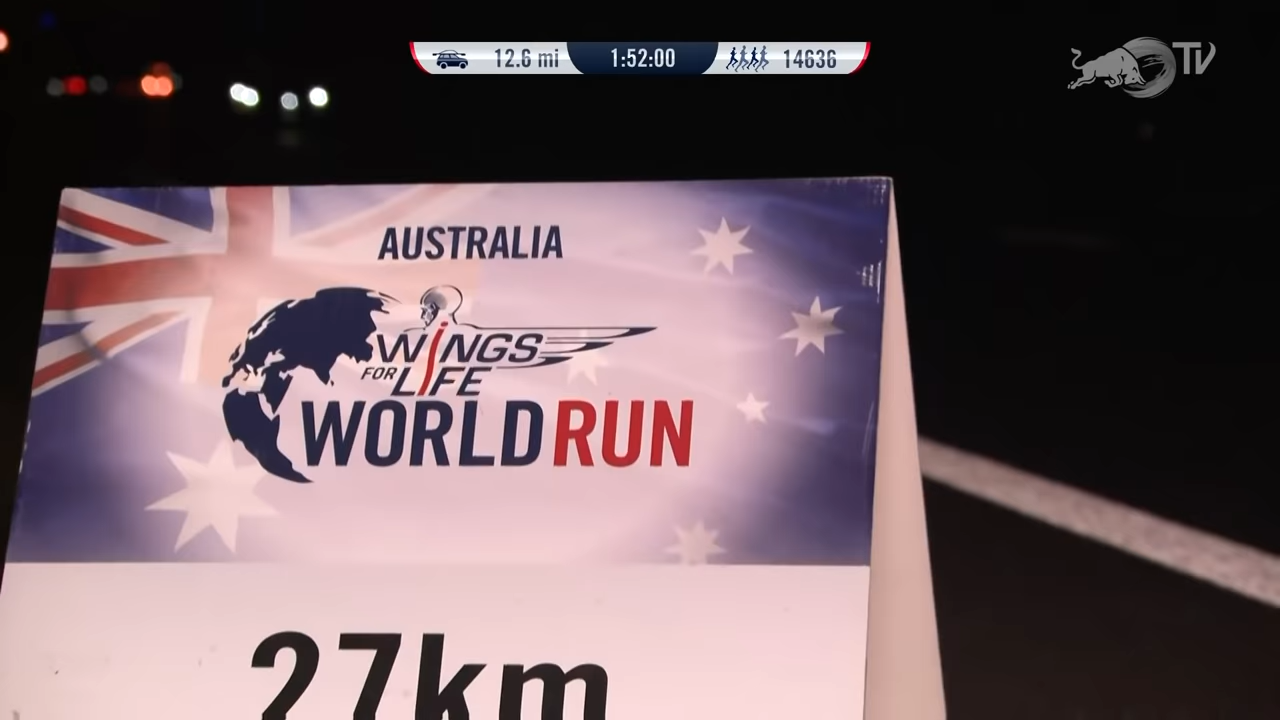 12.6 mi 1:52:00 14636
TV
AUSTRALIA
WiNGS
FOR LiFE
WORLD RUN
27km